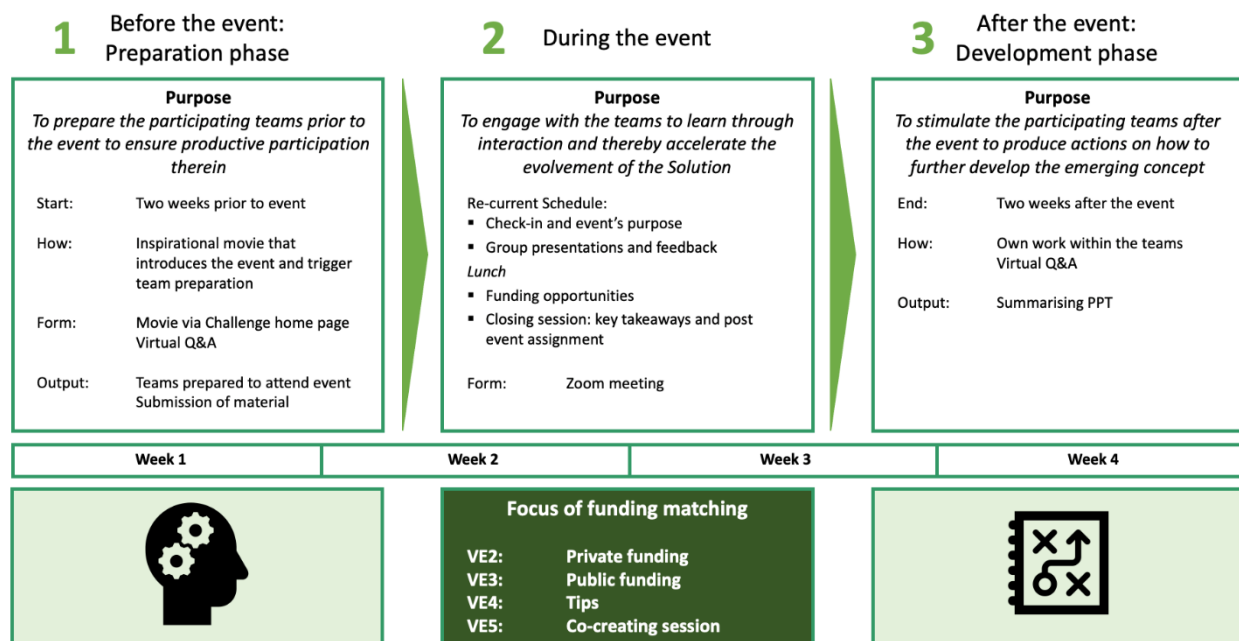 1
Before the event:
Preparation phase
Purpose
To prepare the participating teams prior to
the event to ensure productive participation
therein
Start: Two weeks prior to event
How: Inspirational movie that
introduces the event and trigger
team preparation
Form: Movie via Challenge home page
Virtual Q&A
Output: Teams prepared to attend event
Submission of material
2
During the event
Purpose
To engage with the teams to learn through
interaction and thereby accelerate the
evolvement of the Solution
Re-current Schedule:
▪ Check-in and event's purpose
▪ Group presentations and feedback
Lunch
▪ Funding opportunities
▪ Closing session: key takeaways and post
event assignment
Form: Zoom meeting
3
After the event:
Development phase
Purpose
To stimulate the participating teams after
the event to produce actions on how to
further develop the emerging concept
End: Two weeks after the event
How: Own work within the teams
Virtual Q&A
Output: Summarising PPT
Week 1
Week 2
Week 3
Week 4
Focus of funding matching
VE2: Private funding
VE3: Public funding
VE4: Tips
VE5: Co-creating session